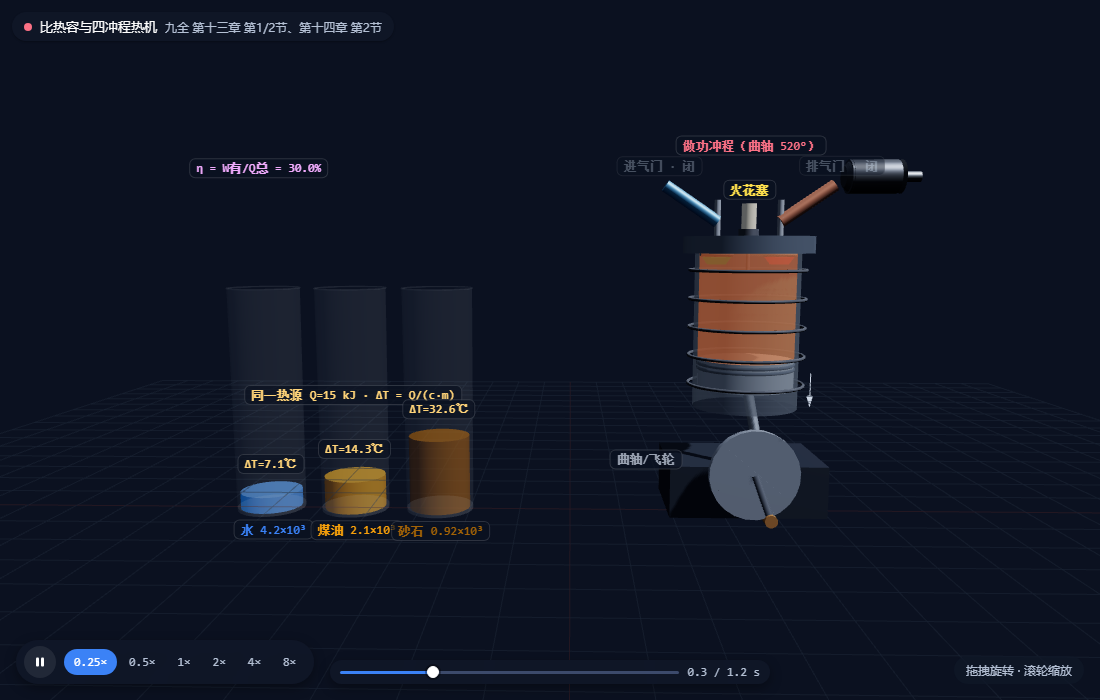 比热容与四冲程热机 九全 第十三章 第1/2节、第十四章 第2节
η = W有/Q总 = 30.0%
做功冲程 (曲轴 520°)
进气门 · 闭
排气门 · 闭
火花塞
同一热源 Q=15 kJ · ΔT = Q/(c·m)
ΔT=32.6℃
ΔT=14.3℃
ΔT=7.1℃
曲轴/飞轮
水 4.2×10³
煤油 2.1×10
砂石 0.92×10³
0.25× 0.5× 1× 2× 4× 8×
0.3 / 1.2 s
拖拽旋转 · 滚轮缩放